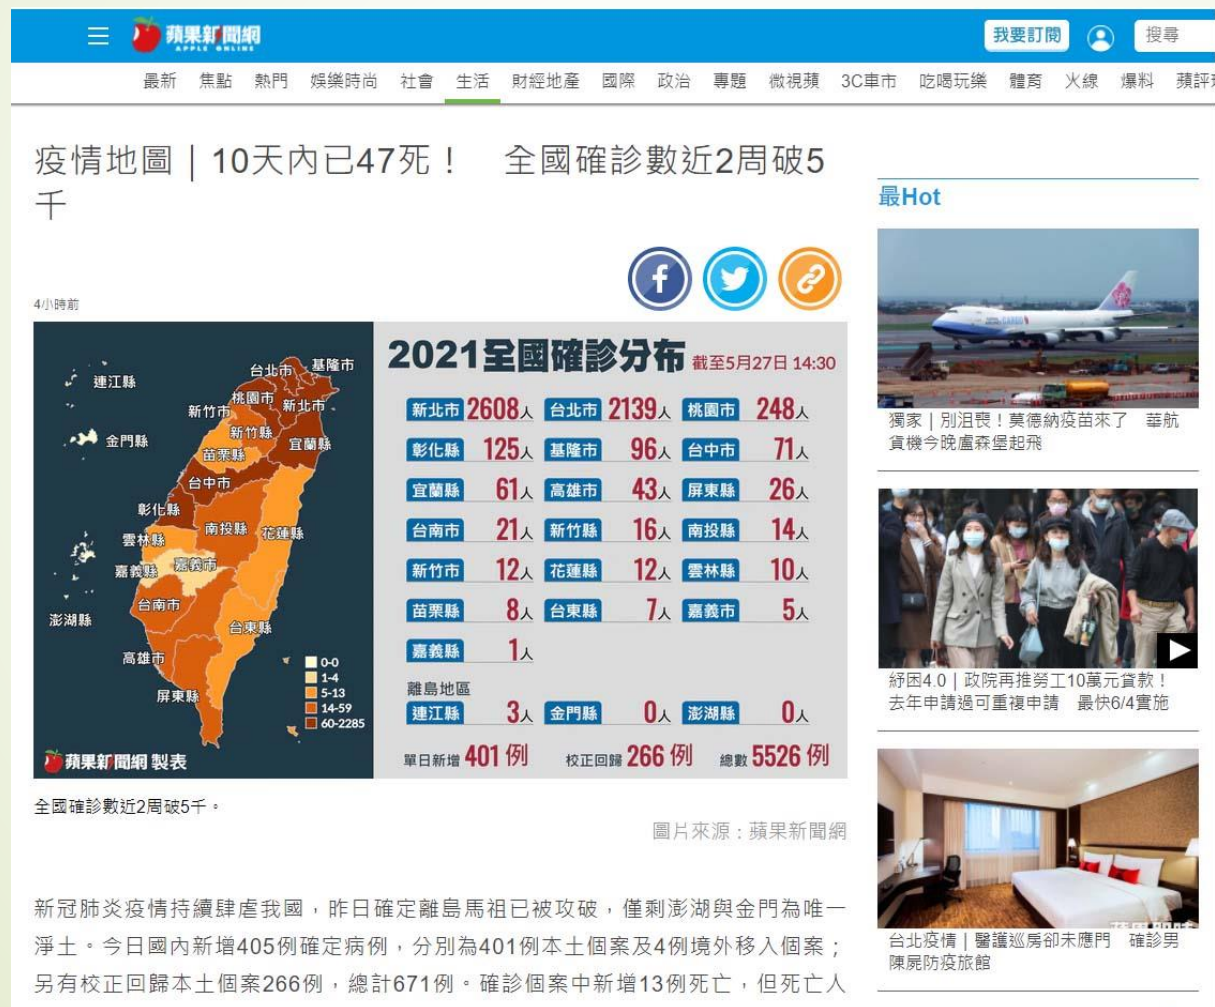 蘋果新聞網
APPLE ONLINE
我要訂閱
搜尋
最新 焦點 熱門 娛樂時尚 社會 生活 財經地產 國際 政治 專題 微視蘋 3C車市 吃喝玩樂 體育 火線 爆料 蘋評
疫情地圖｜10天內已47死！　全國確診數近2周破5
千
4小時前
連江縣
金門縣
澎湖縣
台北市
基隆市
桃園市
新北市
新竹市
新竹縣
宜蘭縣
苗栗縣
台中市
彰化縣
南投縣
花蓮縣
雲林縣
嘉義縣
嘉義市
台南市
台東縣
高雄市
屏東縣
0-0
1-4
5-13
14-59
60-2285
蘋果新聞網 製表
2021全國確診分布 截至5月27日 14:30
新北市 2608人 台北市 2139人 桃園市 248人
彰化縣 125人 基隆市 96人 台中市 71人
宜蘭縣 61人 高雄市 43人 屏東縣 26人
台南市 21人 新竹縣 16人 南投縣 14人
新竹市 12人 花蓮縣 12人 雲林縣 10人
苗栗縣 8人 台東縣 7人 嘉義市 5人
嘉義縣 1人
離島地區
連江縣 3人 金門縣 0人 澎湖縣 0人
單日新增 401 例 校正回歸 266 例 總數 5526 例
全國確診數近2周破5千。
圖片來源：蘋果新聞網
新冠肺炎疫情持續肆虐我國，昨日確定離島馬祖已被攻破，僅剩澎湖與金門為唯一
淨土。今日國內新增405例確定病例，分別為401例本土個案及4例境外移入個案；
另有校正回歸本土個案266例，總計671例。確診個案中新增13例死亡，但死亡人
最Hot
CARGO
獨家｜別沮喪！莫德納疫苗來了　華航
貨機今晚盧森堡起飛
紓困4.0｜政院再推勞工10萬元貸款！
去年申請過可重複申請　最快6/4實施
台北疫情｜醫護巡房卻未應門　確診男
陳屍防疫旅館